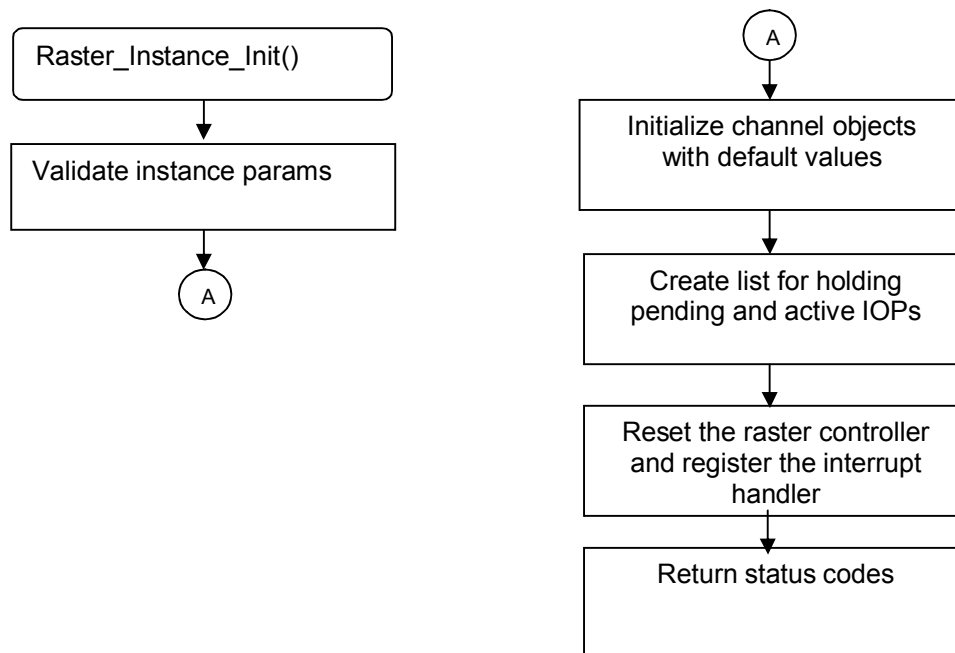 Raster_Instance_Init()
Validate instance params
A
A
Initialize channel objects
with default values
Create list for holding
pending and active IOPs
Reset the raster controller
and register the interrupt
handler
Return status codes